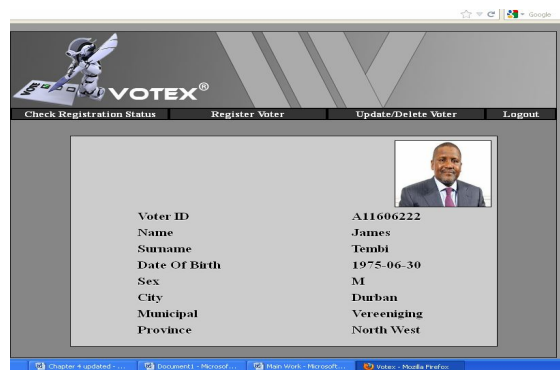 Google
VOTE
VOTEX®
Check Registration Status Register Voter Update/Delete Voter Logout
Voter ID A11606222
Name James
Surname Tembi
Date Of Birth 1975-06-30
Sex M
City Durban
Municipal Vereeniging
Province North West
Chapter 4 updated - ... Document1 - Microsof... Main Work - Microsoft... Votex - Mozilla Firefox